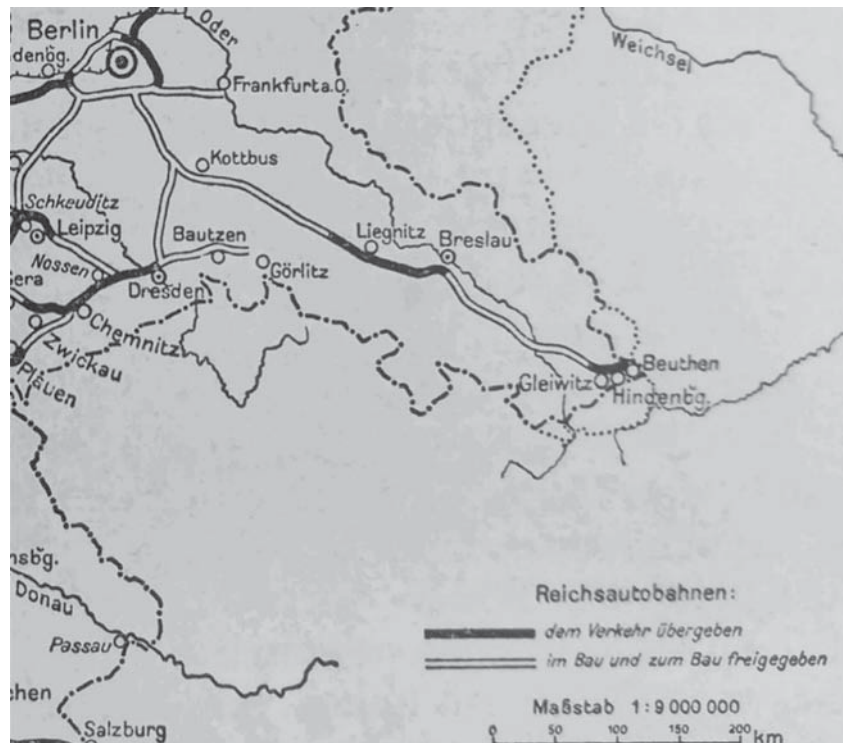 Berlin
denbg.
Oder
Weichsel
Frankfurt a.O.
Kottbus
Schkeuditz
Leipzig
Bautzen
Liegnitz
Breslau
Nossen
Görlitz
era
Dresden
Chemnitz
Zwickau
Plauen
Beuthen
Gleiwitz
Hindenbg.
nsbg.
Donau
Passau
chen
Salzburg
Reichsautobahnen:
dem Verkehr übergeben
im Bau und zum Bau freigegeben
Maßstab 1:9 000 000
0 50 100 150 200 km